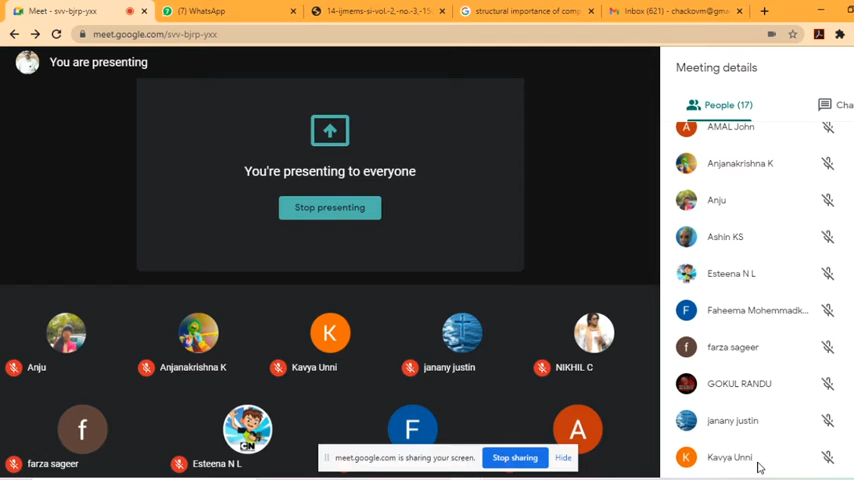 Meet - svv-bjrp-yxx
(7) WhatsApp
14-ijmems-si-vol.-2,-no.-3,-15
structural importance of comp
Inbox (621) - chackovm@gma
meet.google.com/svv-bjrp-yxx
You are presenting
You're presenting to everyone
Stop presenting
Anju
Anjanakrishna K
Kavya Unni
janany justin
NIKHIL C
f
K
farza sageer
Esteena N L
F
A
meet.google.com is sharing your screen.
Stop sharing
Hide
Meeting details
People (17)
Cha
A AMAL John
Anjanakrishna K
Anju
Ashin KS
Esteena N L
F Faheema Mohemmadk...
f farza sageer
GOKUL RANDU
janany justin
K Kavya Unni